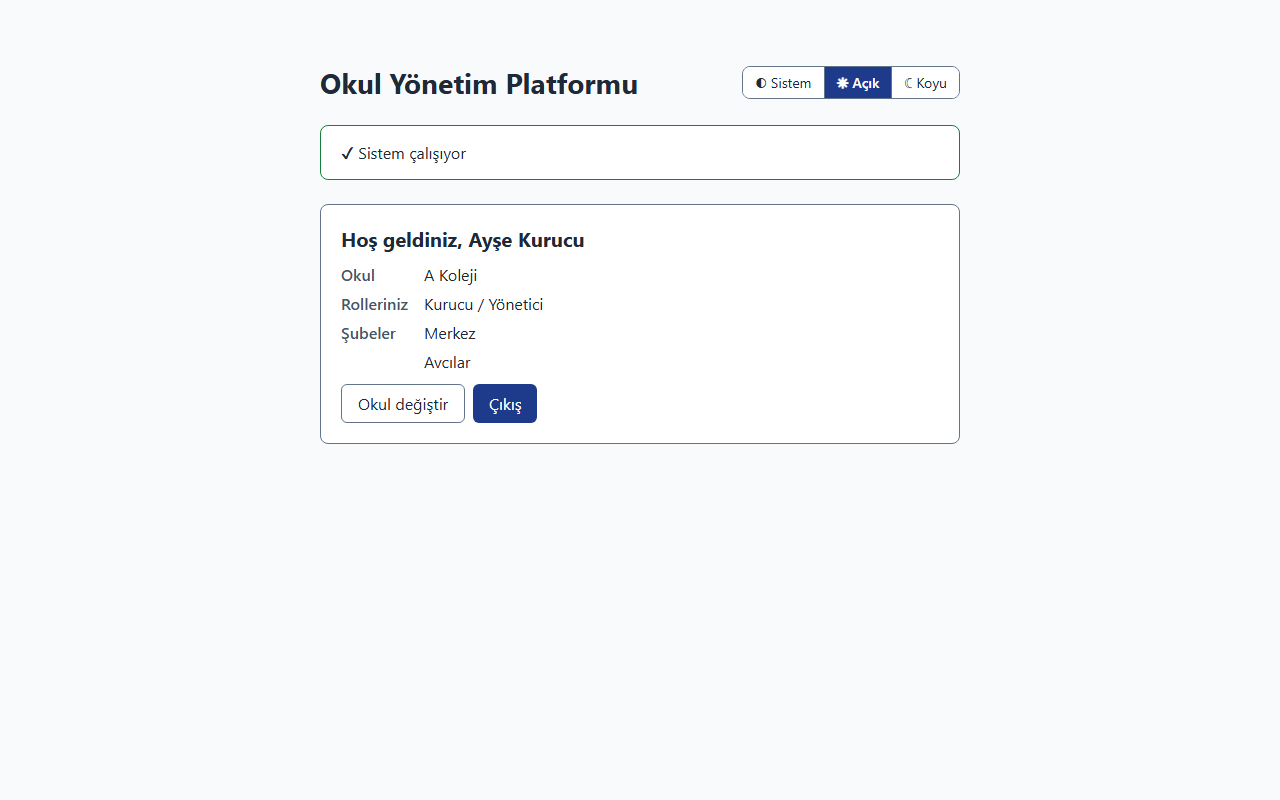 Okul Yönetim Platformu
◐ Sistem
❋ Açık
☾ Koyu
✓ Sistem çalışıyor
Hoş geldiniz, Ayşe Kurucu
Okul A Koleji
Rolleriniz Kurucu / Yönetici
Şubeler Merkez
Avcılar
Okul değiştir
Çıkış